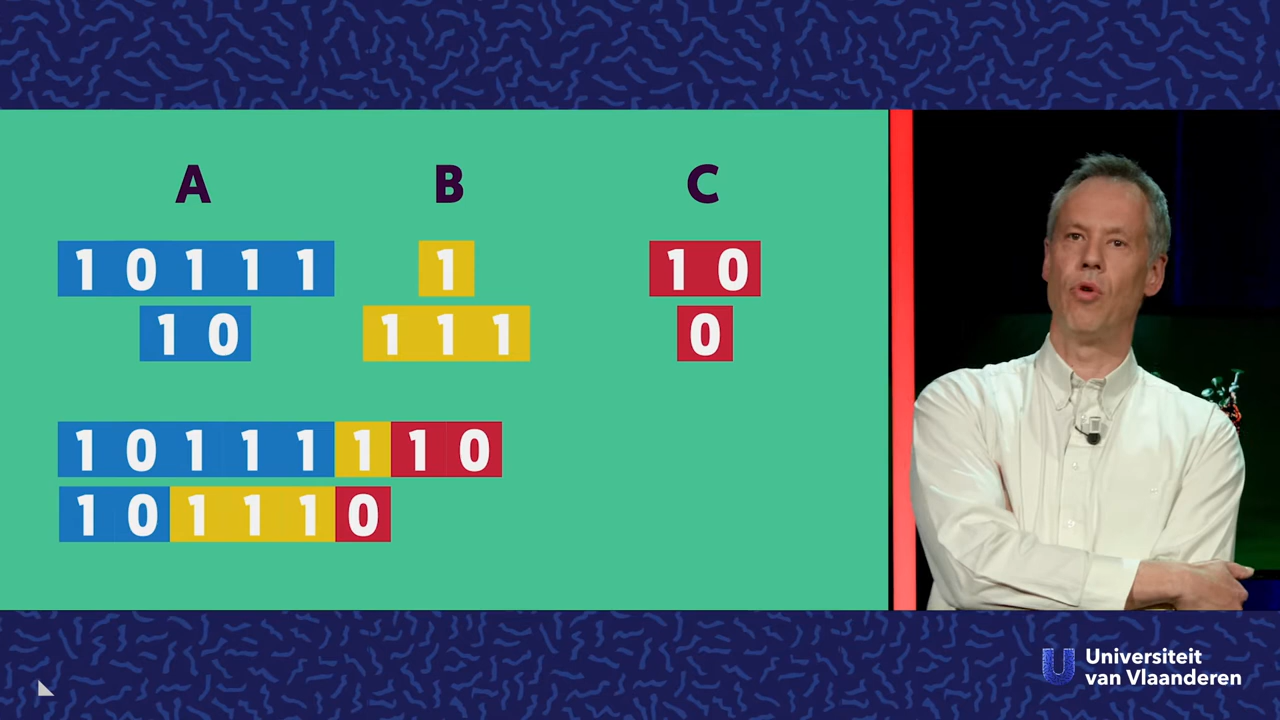 A B C
1 0 1 1 1 1 1 0
1 0 1 1 1 0
1 0 1 1 1 1 1 0
1 0 1 1 1 0
Universiteit
van Vlaanderen